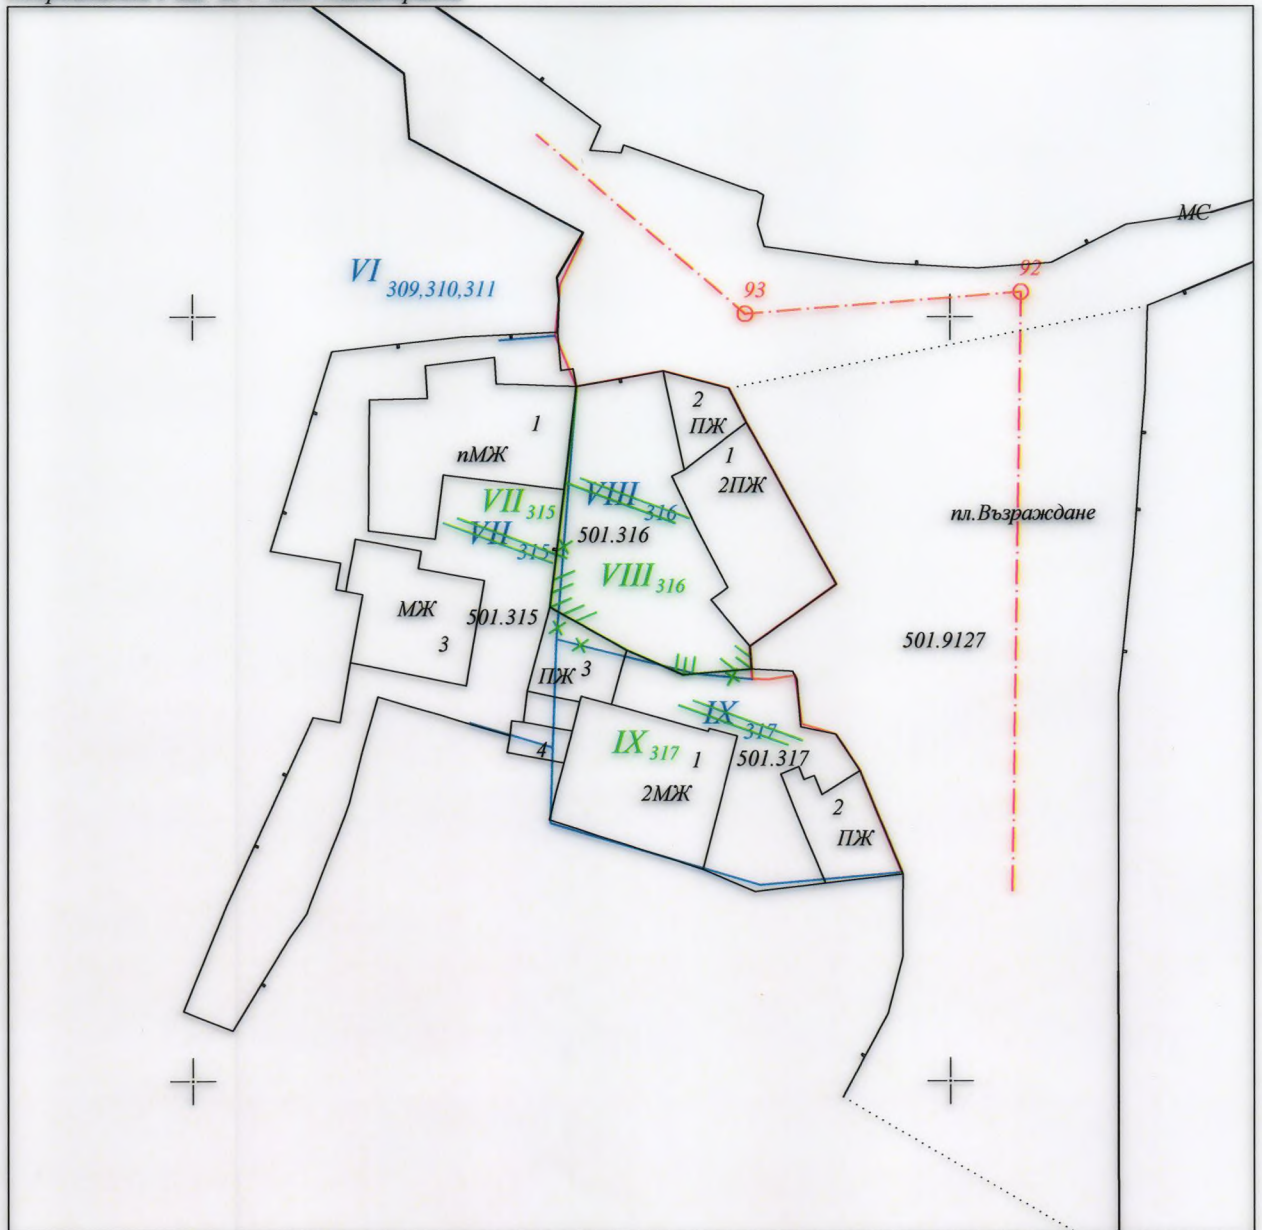 МС
VI 309,310,311
92
93
2
ПЖ
1
1
2ПЖ
пМЖ
VII 315
VIII 316
VII 315
501.316
пл.Възраждане
VIII 316
МЖ
3
501.315
501.9127
ПЖ 3
IX 317
IX 317
4
1
501.317
2МЖ
2
ПЖ